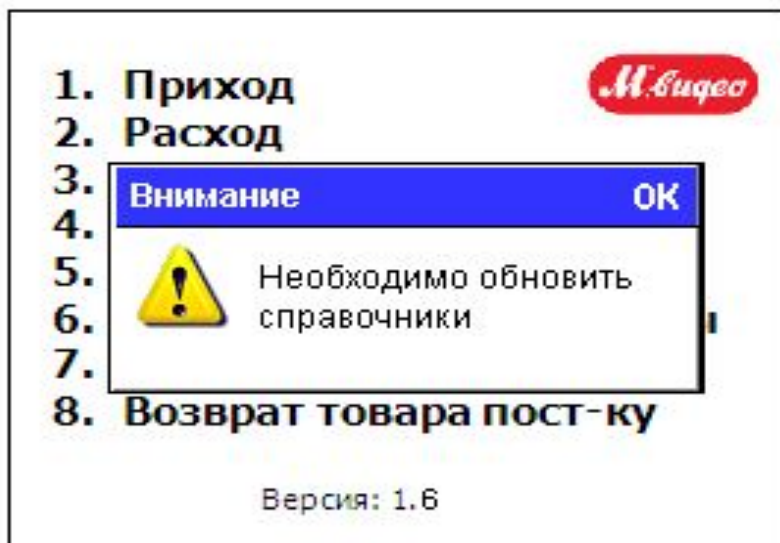 1. Приход
М.видео
2. Расход
3.
Внимание OK
4.
5.
Необходимо обновить
справочники
6.
7.
8. Возврат товара пост-ку
Версия: 1.6